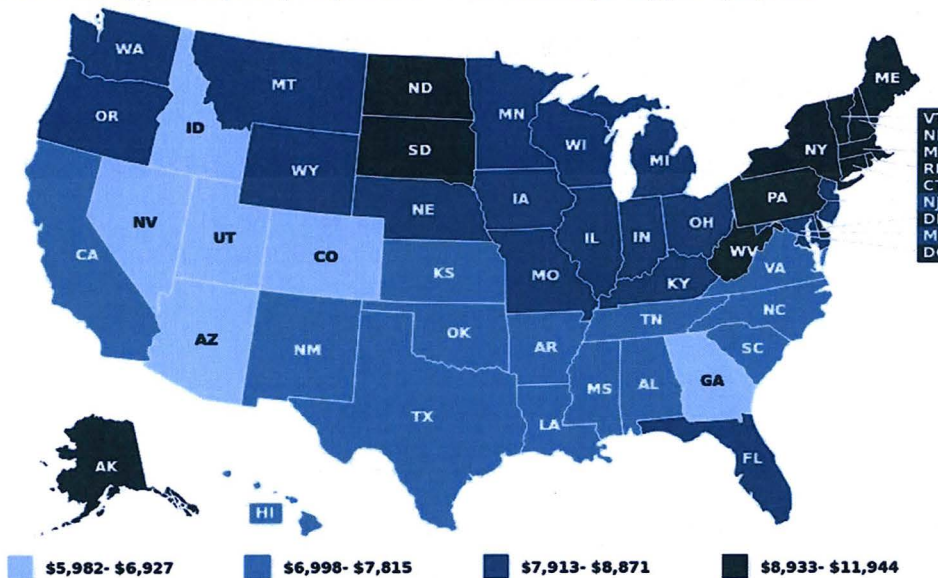 WA
MT
ND
ME
OR
MN
ID
SD
WI
NY
MI
WY
IA
PA
NE
NV
OH
UT
IL
IN
CO
WV
CA
KS
MO
VA
KY
NC
TN
AZ
OK
NM
AR
SC
MS
AL
GA
TX
LA
FL
AK
HI
$5,982- $6,927
$6,998- $7,815
$7,913- $8,871
$8,933- $11,944